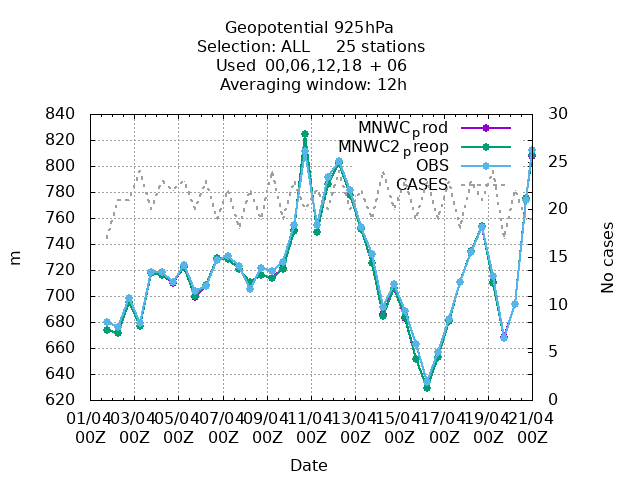 Geopotential 925hPa
Selection: ALL 25 stations
Used 00,06,12,18 + 06
Averaging window: 12h
840
820
800
780
760
740
720
700
680
660
640
620
m
30
25
20
15
10
5
0
No cases
MNWCprod
MNWC2preop
OBS
CASES
01/04 03/04 05/04 07/04 09/04 11/04 13/04 15/04 17/04 19/04 21/04
00Z 00Z 00Z 00Z 00Z 00Z 00Z 00Z 00Z 00Z 00Z
Date